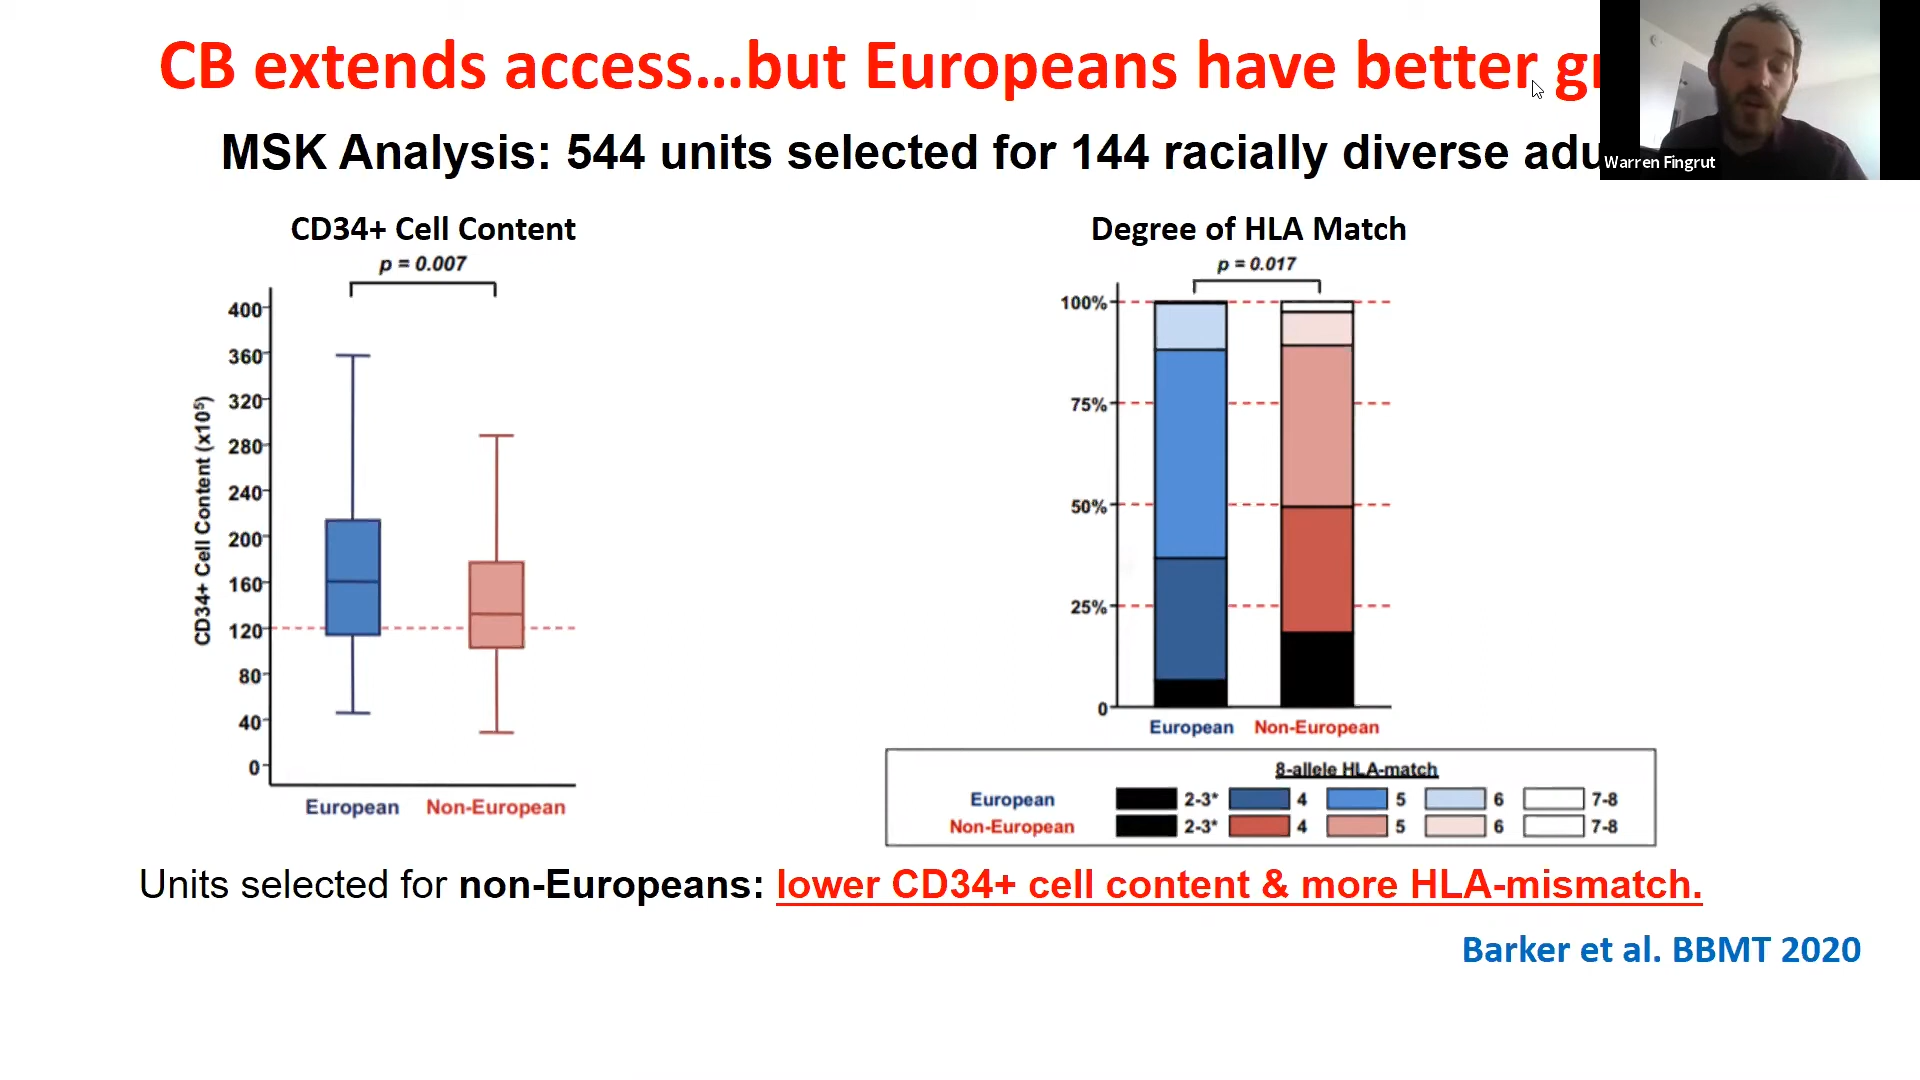 CB extends access...but Europeans have better
MSK Analysis: 544 units selected for 144 racially diverse
Warren Fingrut
CD34+ Cell Content
p = 0.007
CD34+ Cell Content (x10⁵)
400
360
320
280
240
200
160
120
80
40
0
European Non-European
Degree of HLA Match
p = 0.017
100%
75%
50%
25%
0
European Non-European
8-allele HLA-match
European 2-3* 4 5 6 7-8
Non-European 2-3* 4 5 6 7-8
Units selected for non-Europeans: lower CD34+ cell content & more HLA-mismatch.
Barker et al. BBMT 2020